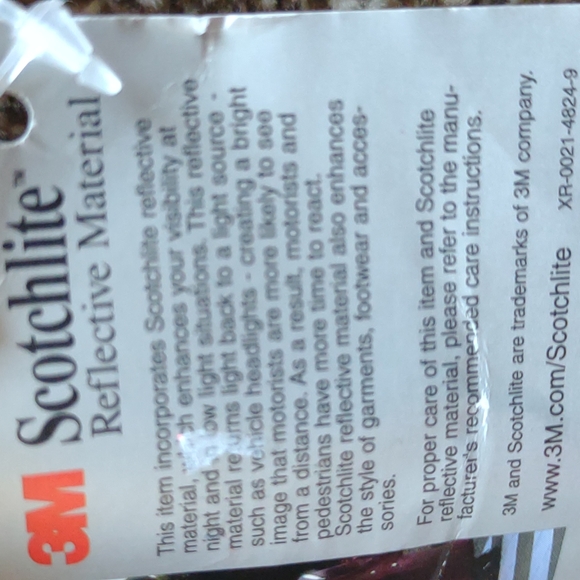 3M Scotchlite™
Reflective Material
This item incorporates Scotchlite reflective
material, which enhances your visibility at
night and low light situations. This reflective
material returns light back to a light source -
such as vehicle headlights - creating a bright
image that motorists are more likely to see
from a distance. As a result, motorists and
pedestrians have more time to react.
Scotchlite reflective material also enhances
the style of garments, footwear and acces-
sories.
For proper care of this item and Scotchlite
reflective material, please refer to the manu-
facturer's recommended care instructions.
3M and Scotchlite are trademarks of 3M company.
www.3M.com/Scotchlite XR-0021-4824-9